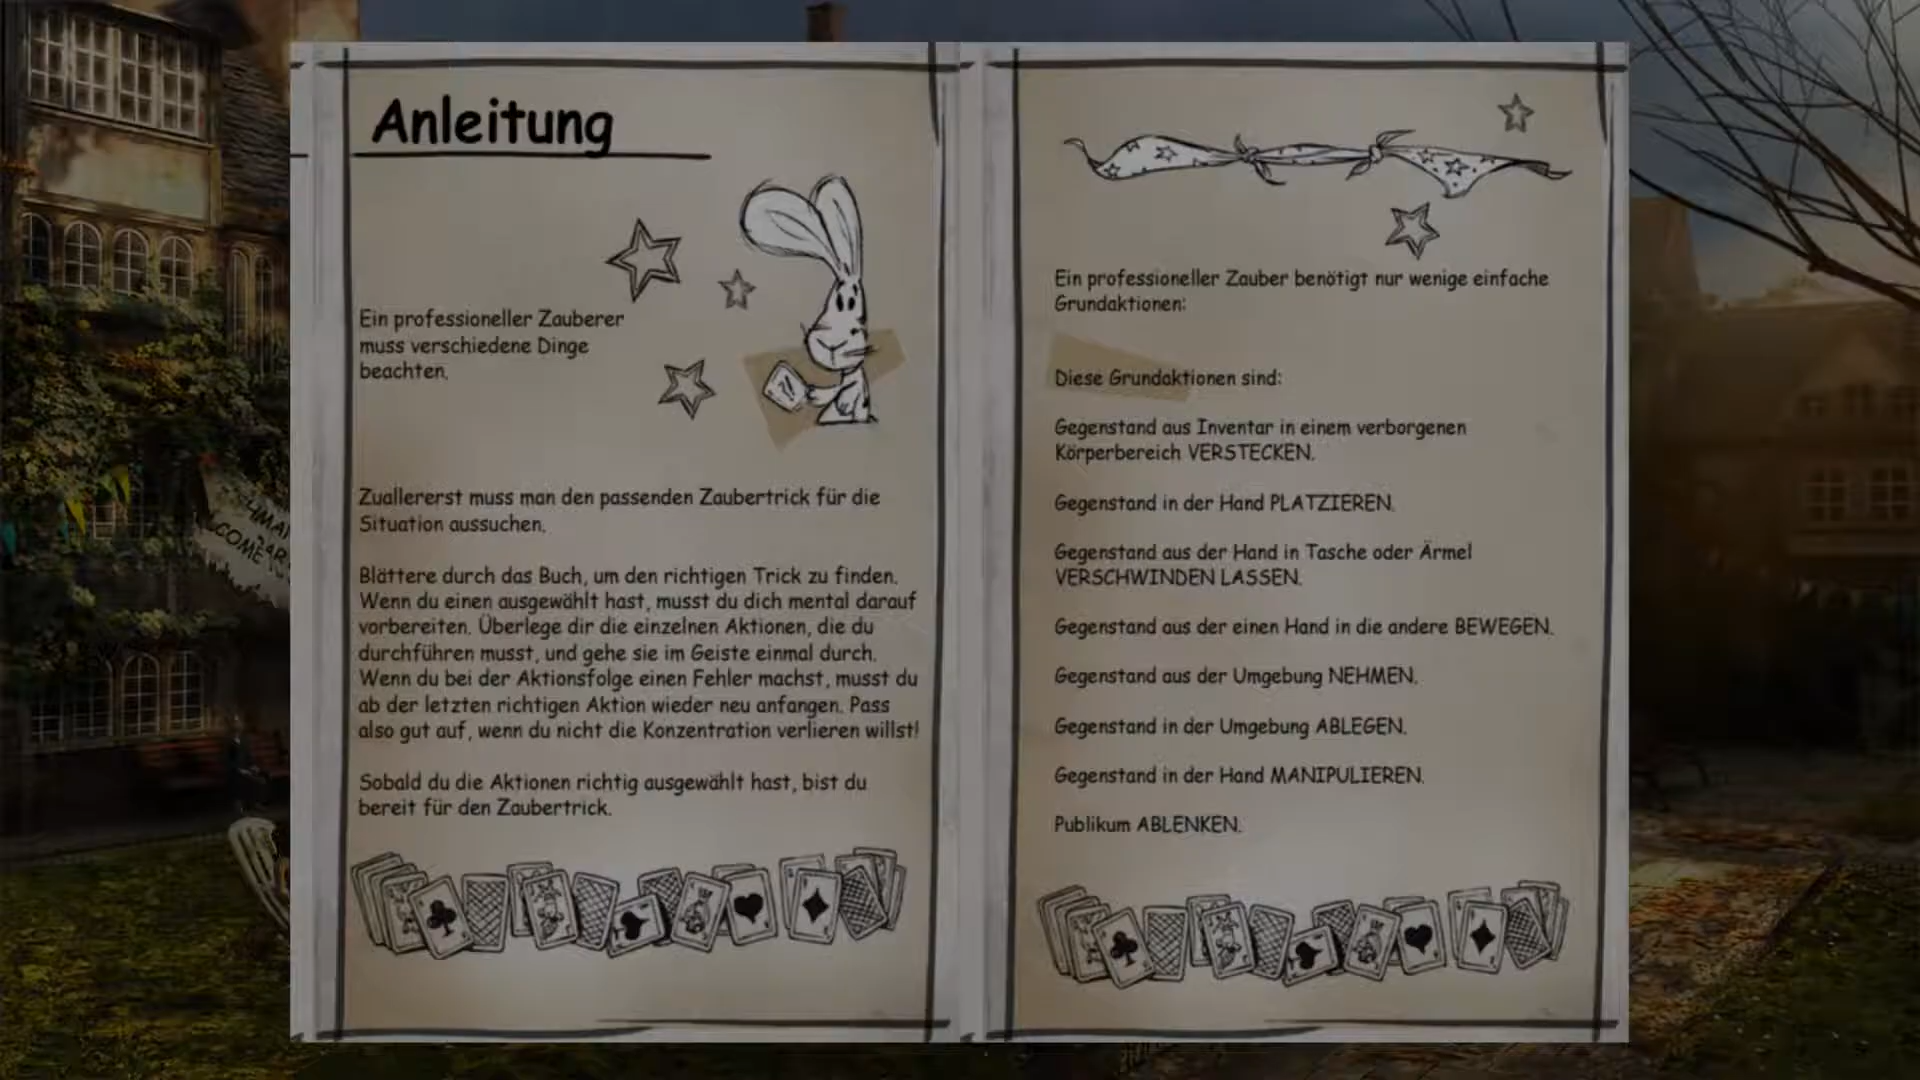 Anleitung
Ein professioneller Zauberer
muss verschiedene Dinge
beachten.
Zuallererst muss man den passenden Zaubertrick für die
Situation aussuchen.
Blättere durch das Buch, um den richtigen Trick zu finden.
Wenn du einen ausgewählt hast, musst du dich mental darauf
vorbereiten. Überlege dir die einzelnen Aktionen, die du
durchführen musst, und gehe sie im Geiste einmal durch.
Wenn du bei der Aktionsfolge einen Fehler machst, musst du
ab der letzten richtigen Aktion wieder neu anfangen. Pass
also gut auf, wenn du nicht die Konzentration verlieren willst!
Sobald du die Aktionen richtig ausgewählt hast, bist du
bereit für den Zaubertrick.
Ein professioneller Zauber benötigt nur wenige einfache
Grundaktionen:
Diese Grundaktionen sind:
Gegenstand aus Inventar in einem verborgenen
Körperbereich VERSTECKEN.
Gegenstand in der Hand PLATZIEREN.
Gegenstand aus der Hand in Tasche oder Ärmel
VERSCHWINDEN LASSEN.
Gegenstand aus der einen Hand in die andere BEWEGEN.
Gegenstand aus der Umgebung NEHMEN.
Gegenstand in der Umgebung ABLEGEN.
Gegenstand in der Hand MANIPULIEREN.
Publikum ABLENKEN.